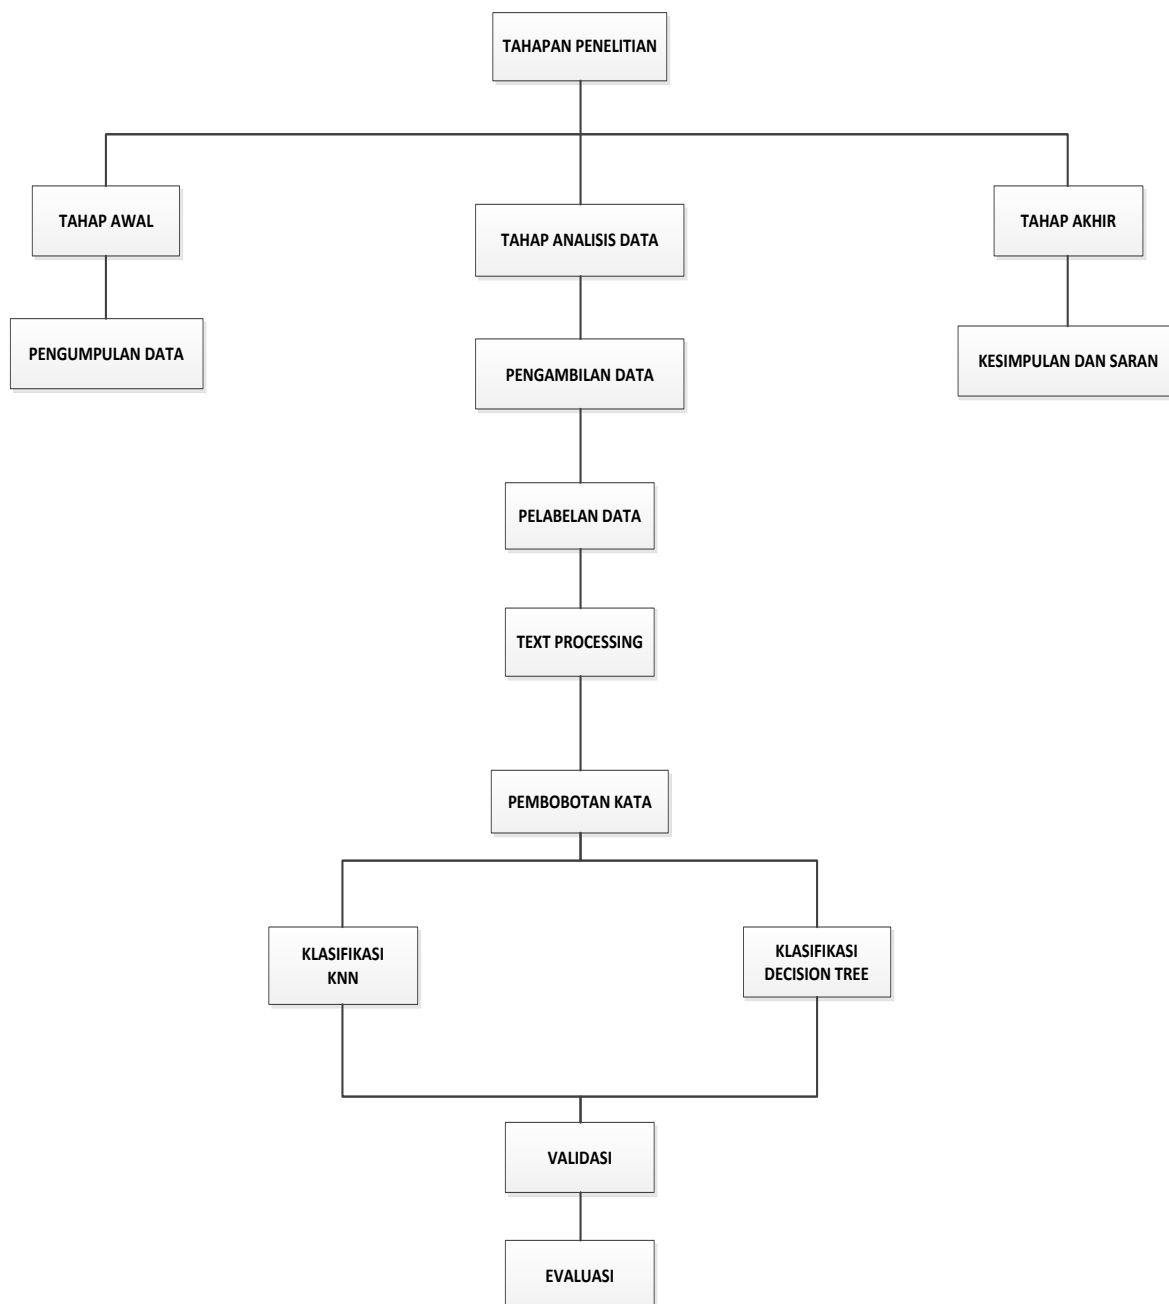 TAHAPAN PENELITIAN
TAHAP AWAL
TAHAP ANALISIS DATA
TAHAP AKHIR
PENGUMPULAN DATA
PENGAMBILAN DATA
KESIMPULAN DAN SARAN
PELABELAN DATA
TEXT PROCESSING
PEMBOBOTAN KATA
KLASIFIKASI
KNN
KLASIFIKASI
DECISION TREE
VALIDASI
EVALUASI